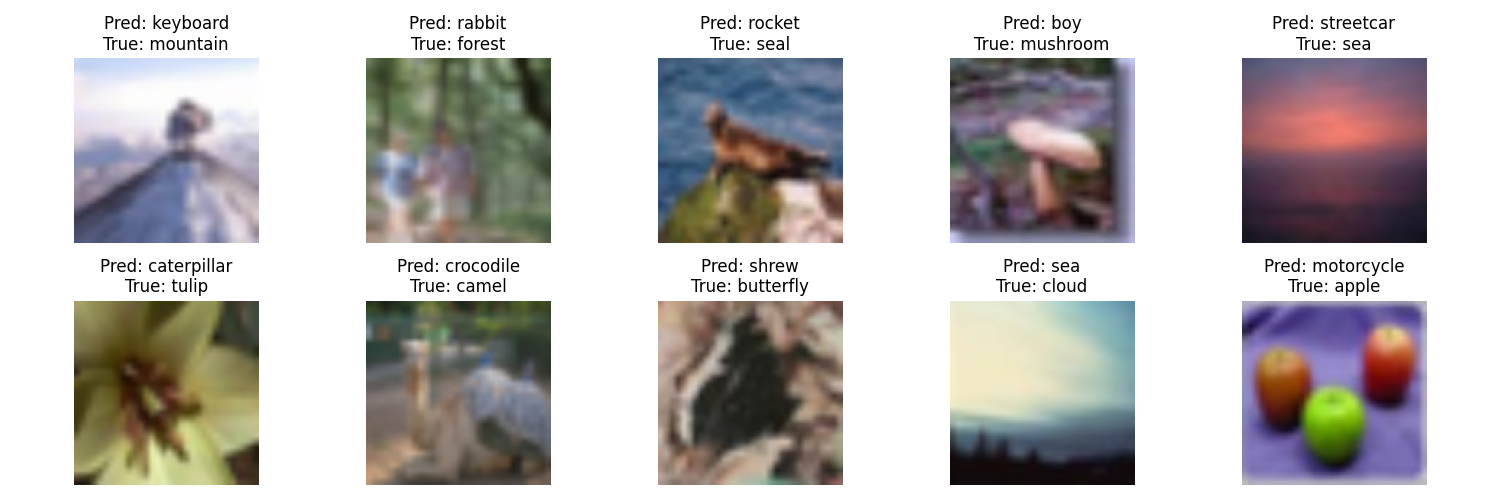 Pred: keyboard
True: mountain
Pred: rabbit
True: forest
Pred: rocket
True: seal
Pred: boy
True: mushroom
Pred: streetcar
True: sea
Pred: caterpillar
True: tulip
Pred: crocodile
True: camel
Pred: shrew
True: butterfly
Pred: sea
True: cloud
Pred: motorcycle
True: apple